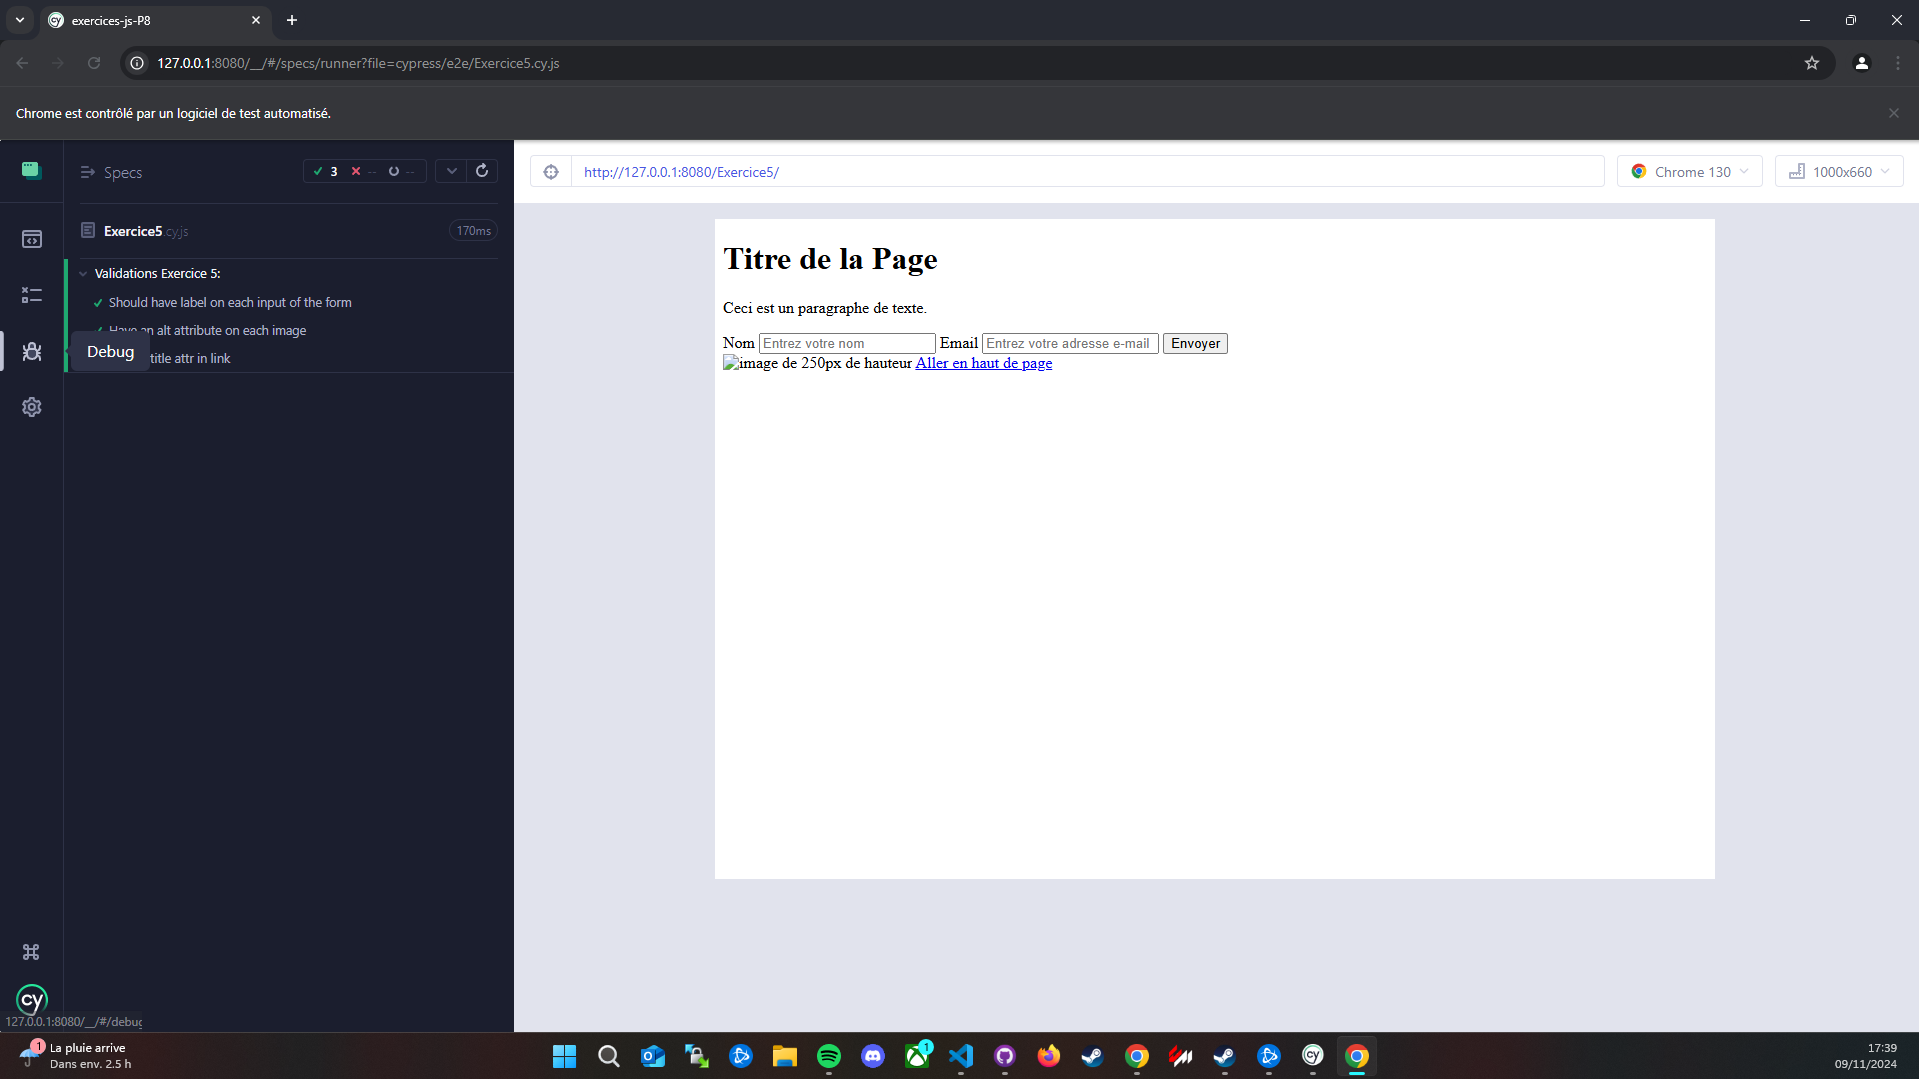 exercices-js-P8
127.0.0.1:8080/__/#/specs/runner?file=cypress/e2e/Exercice5.cy.js
Chrome est contrôlé par un logiciel de test automatisé.
Specs
3 -- --
http://127.0.0.1:8080/Exercice5/
Chrome 130
1000x660
Exercice5.cy.js
170ms
Validations Exercice 5:
Should have label on each input of the form
Have an alt attribute on each image
title attr in link
Debug
Titre de la Page
Ceci est un paragraphe de texte.
Nom Entrez votre nom Email Entrez votre adresse e-mail Envoyer
image de 250px de hauteur Aller en haut de page
cy
127.0.0.1:8080/__/#/debug
1
La pluie arrive
Dans env. 2.5 h
1
cy
17:39
09/11/2024